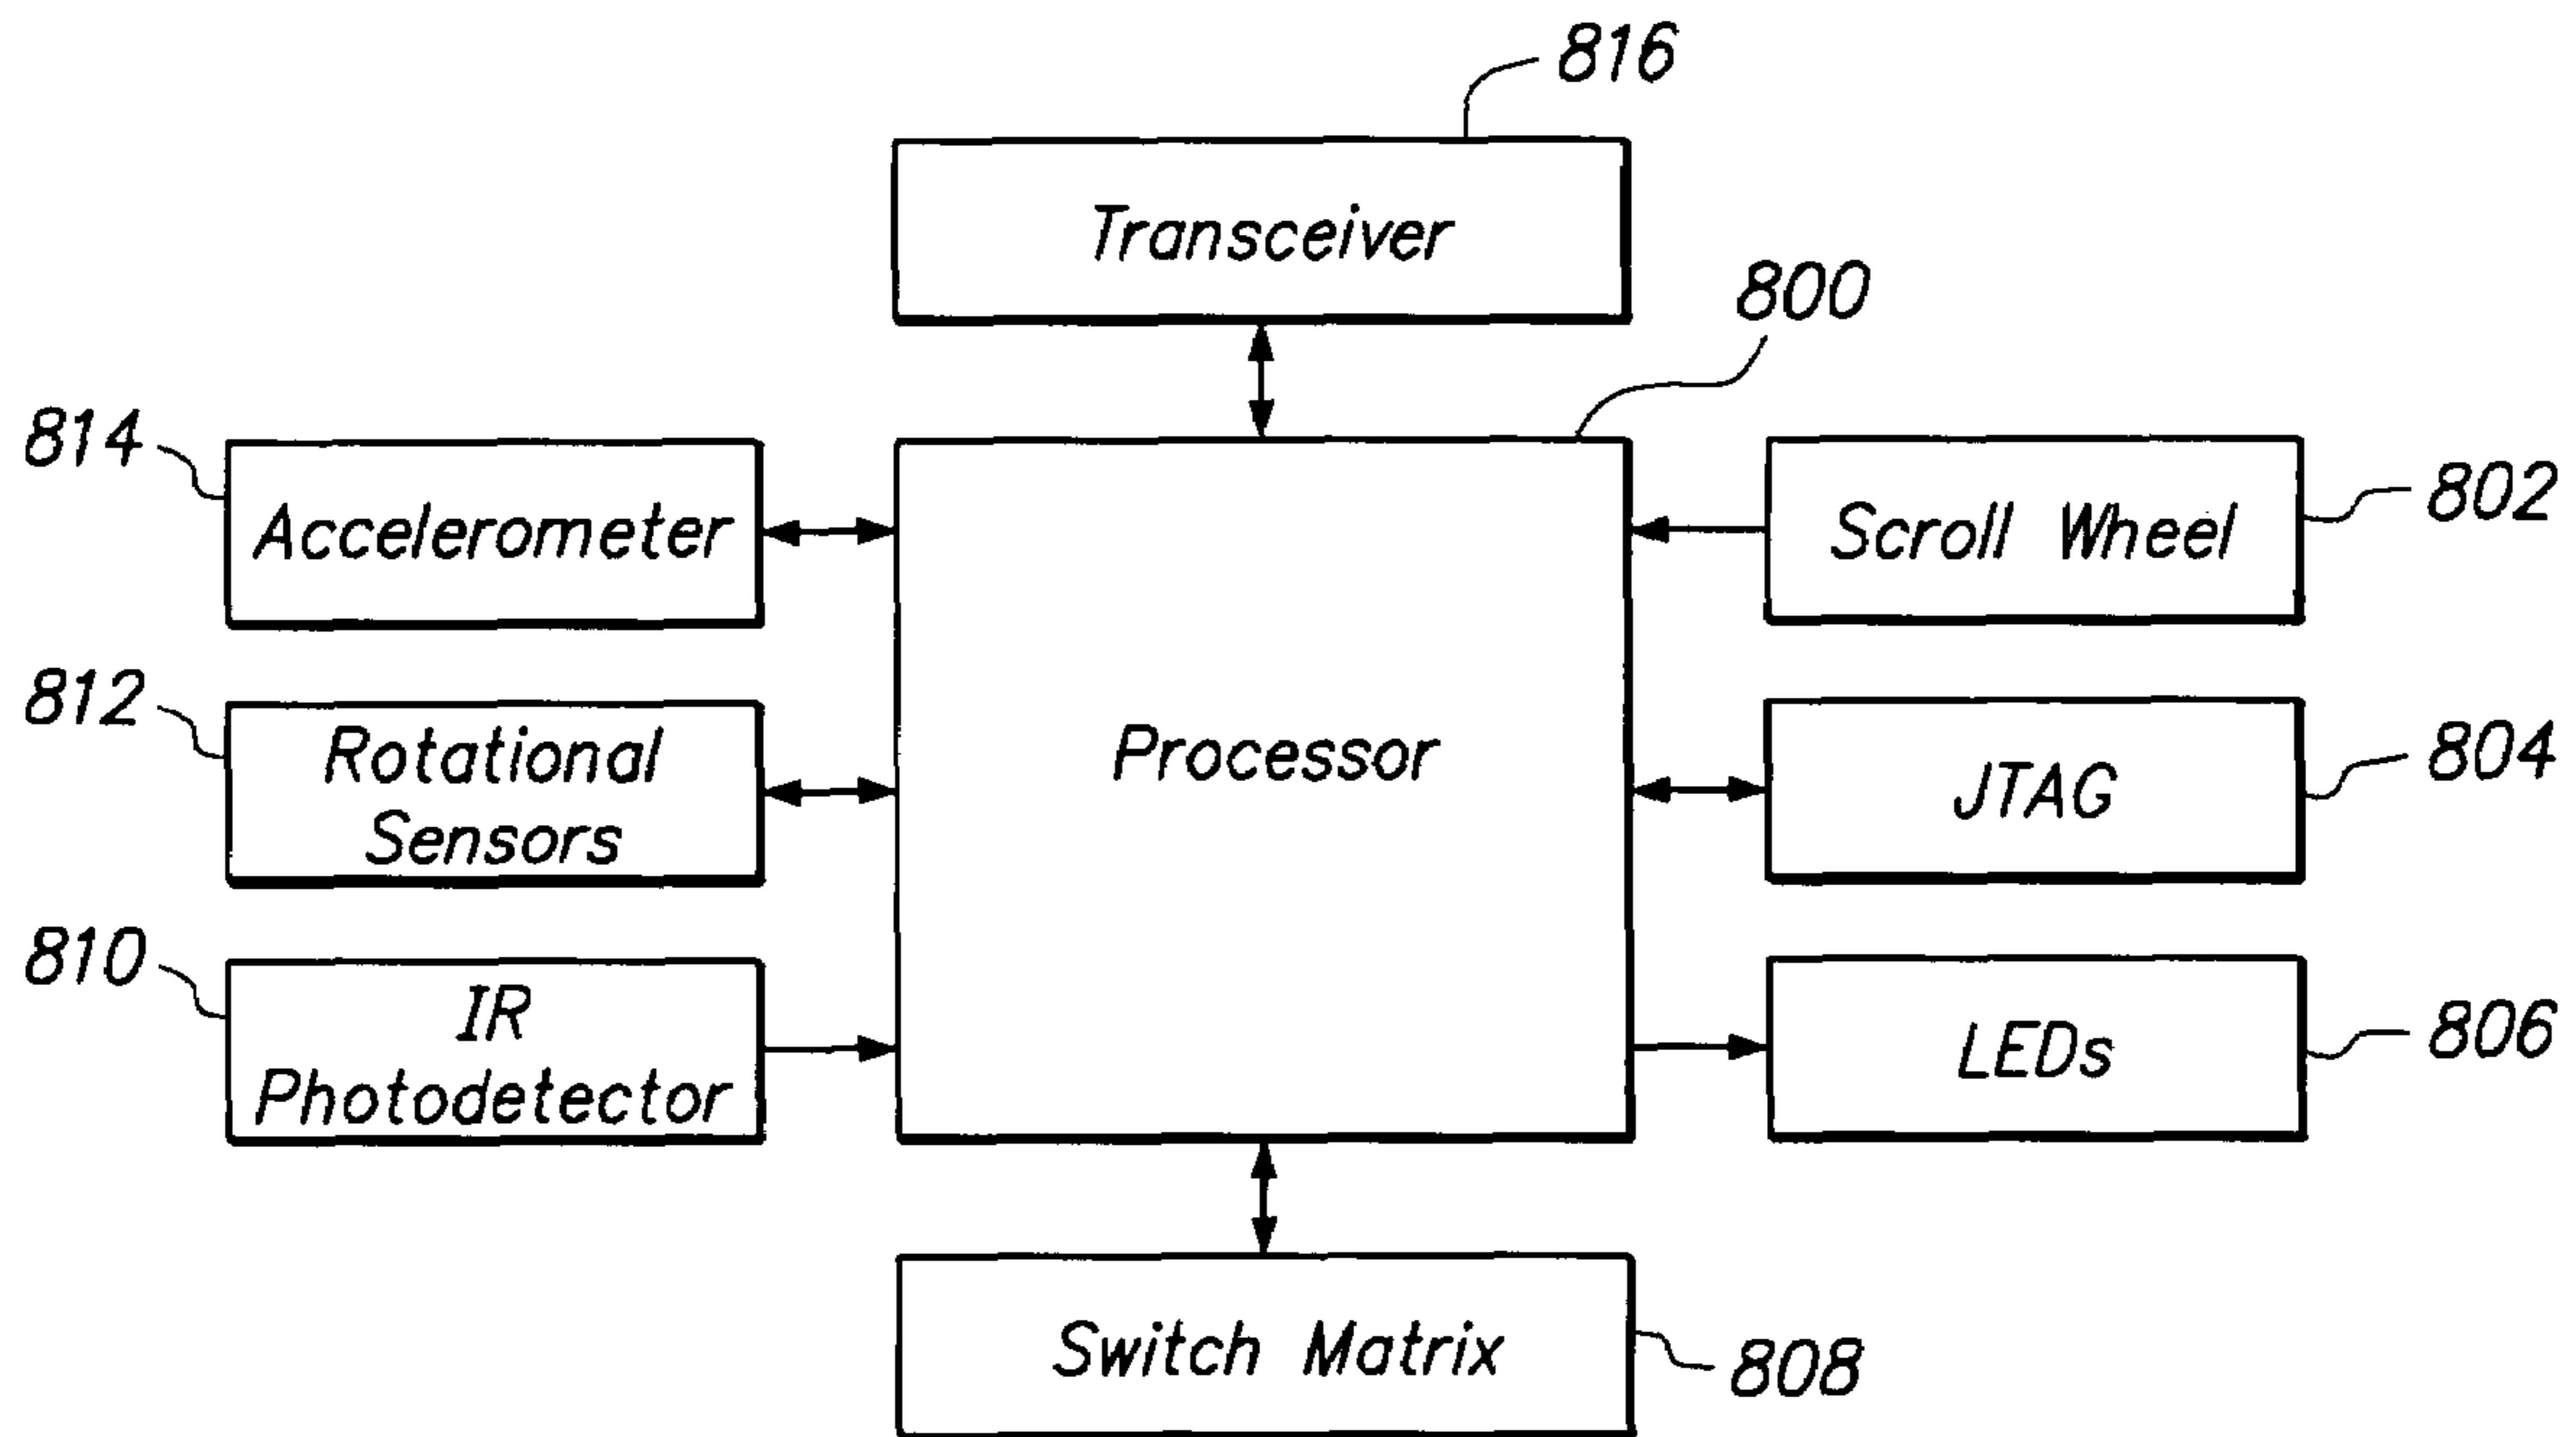 816
Transceiver
800
814
Accelerometer
Scroll Wheel
802
812
Rotational
Sensors
Processor
JTAG
804
810
IR
Photodetector
LEDs
806
Switch Matrix
808